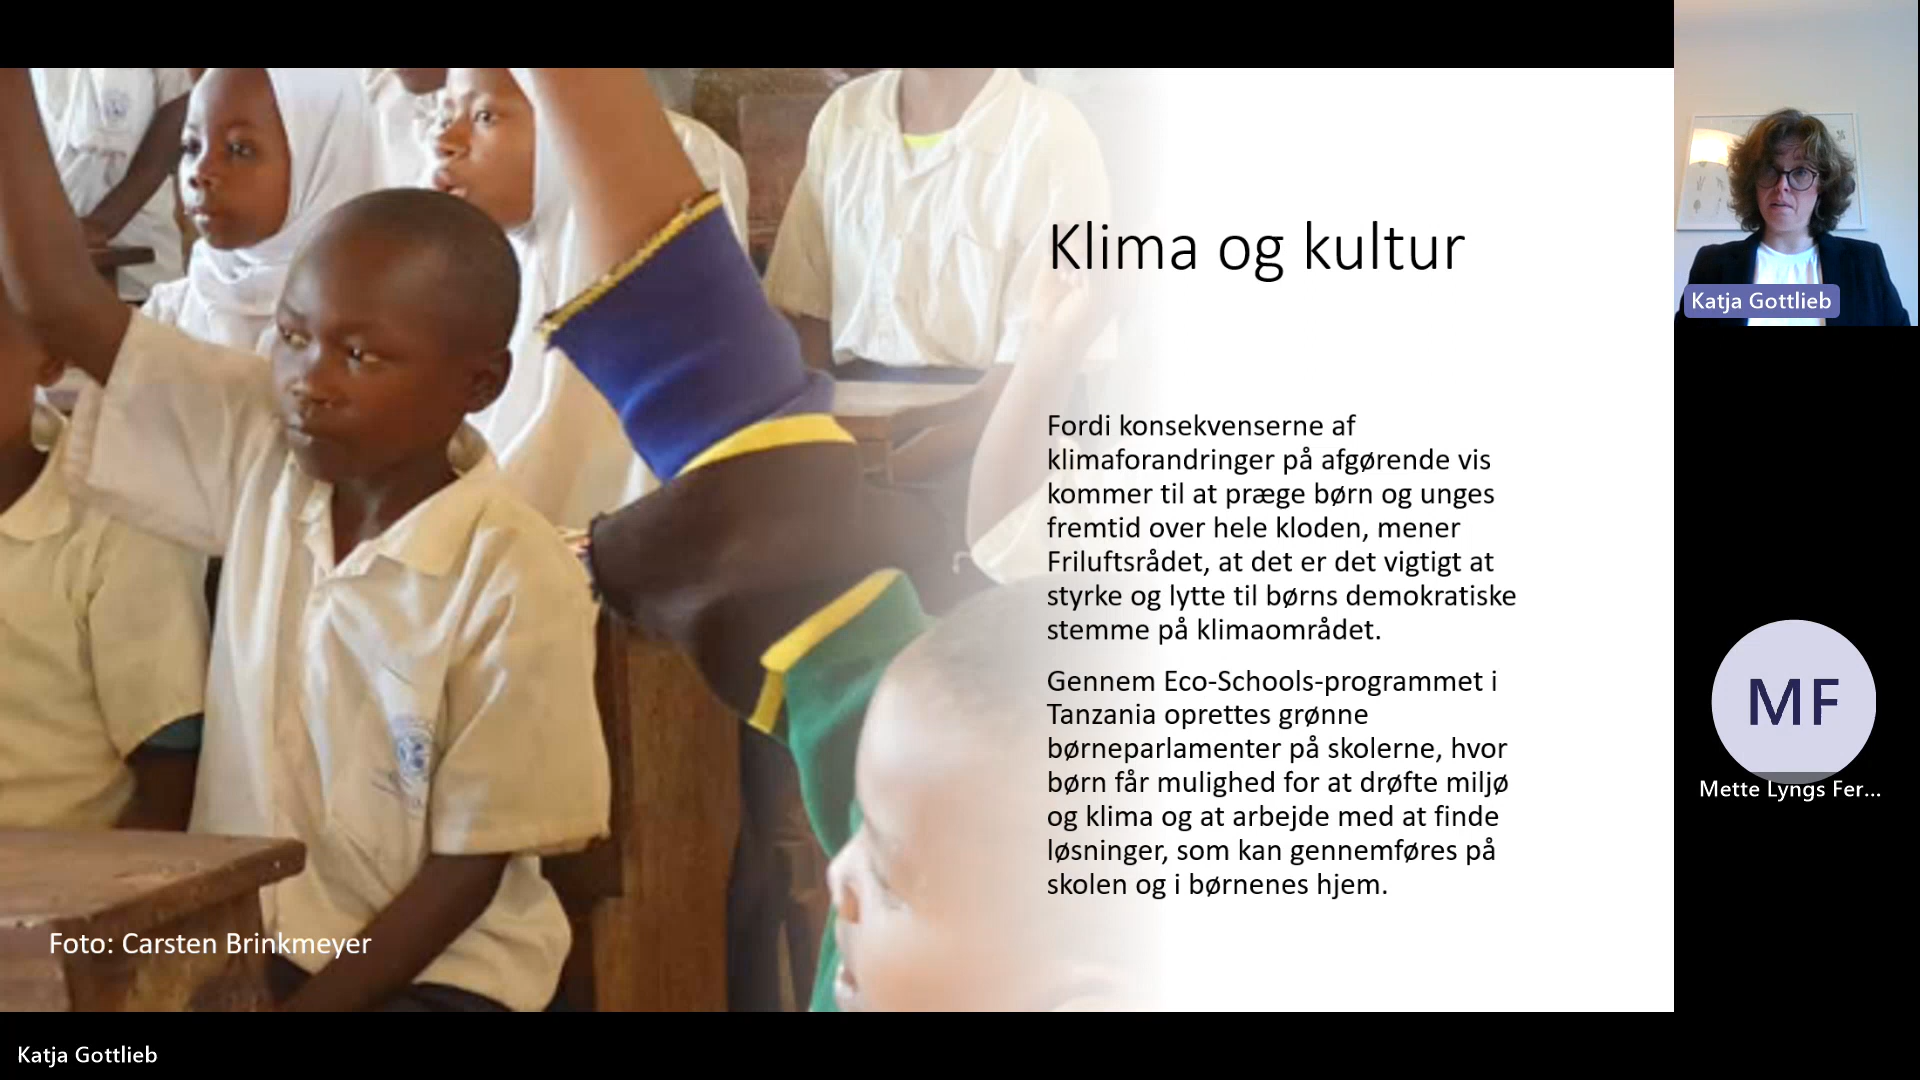 Klima og kultur
Fordi konsekvenserne af
klimaforandringer på afgørende vis
kommer til at præge børn og unges
fremtid over hele kloden, mener
Friluftsrådet, at det er det vigtigt at
styrke og lytte til børns demokratiske
stemme på klimaområdet.
Gennem Eco-Schools-programmet i
Tanzania oprettes grønne
børneparlamenter på skolerne, hvor
børn får mulighed for at drøfte miljø
og klima og at arbejde med at finde
løsninger, som kan gennemføres på
skolen og i børnenes hjem.
Foto: Carsten Brinkmeyer
Katja Gottlieb
MF
Mette Lyngs Fer...
Katja Gottlieb